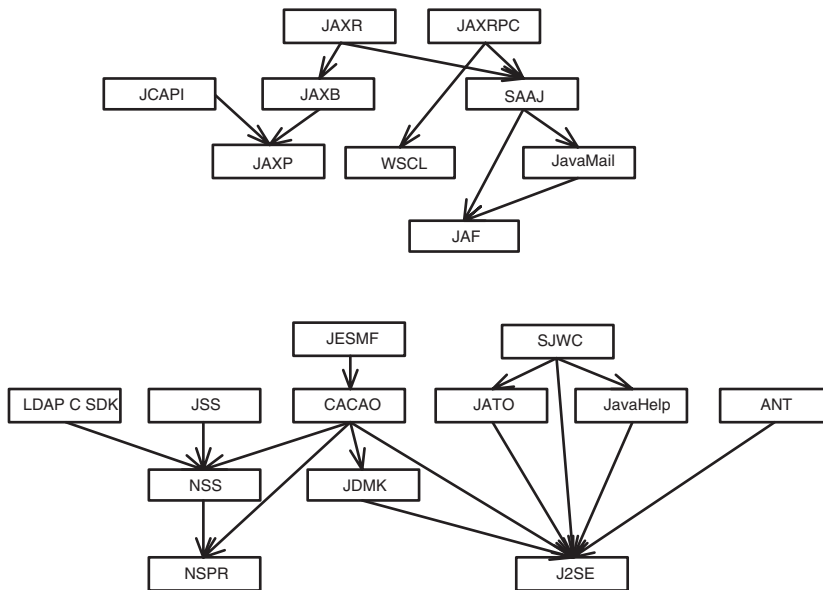 JAXR
JAXRPC
JCAPI
JAXB
SAAJ
JAXP
WSCL
JavaMail
JAF
JESMF
SJWC
LDAP C SDK
JSS
CACAO
JATO
JavaHelp
ANT
NSS
JDMK
NSPR
J2SE